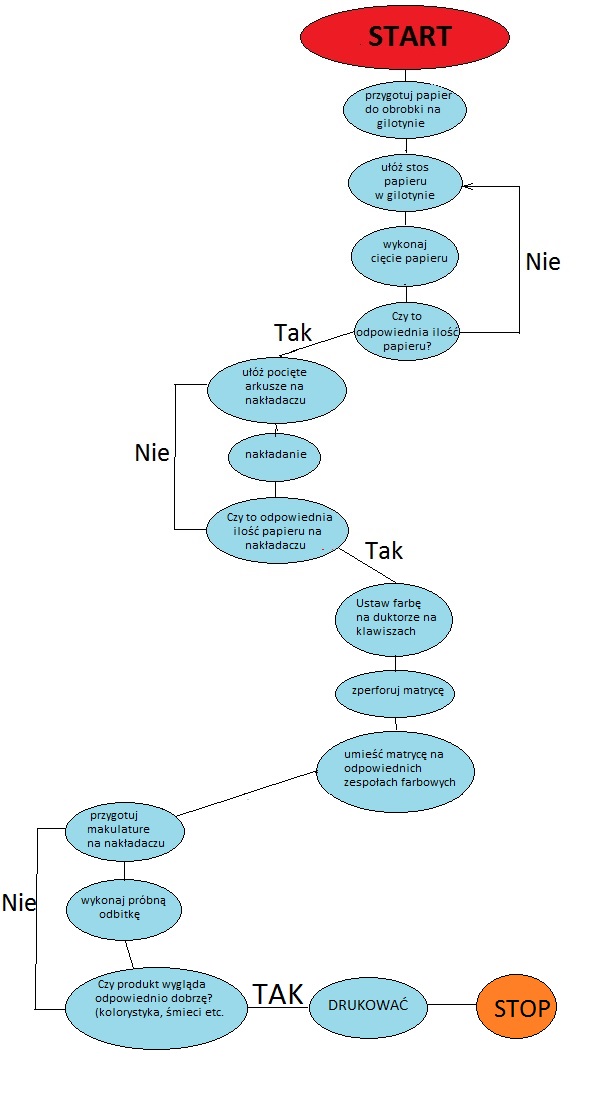 START
przygotuj papier
do obrobki na
gilotynie
ułóż stos
papieru
w gilotynie
wykonaj
cięcie papieru
Nie
Czy to
odpowiednia ilość
papieru?
Tak
ułóż pocięte
arkusze na
nakładaczu
Nie
nakładanie
Czy to odpowiednia
ilość papieru na
nakładaczu
Tak
Ustaw farbę
na duktorze na
klawiszach
zperforuj matrycę
umieść matrycę na
odpowiednich
zespołach farbowych
przygotuj
makulature
na nakładaczu
Nie
wykonaj próbną
odbitkę
Czy produkt wygląda
odpowiednio dobrzę?
(kolorystyka, śmieci etc.
TAK
DRUKOWAĆ
STOP